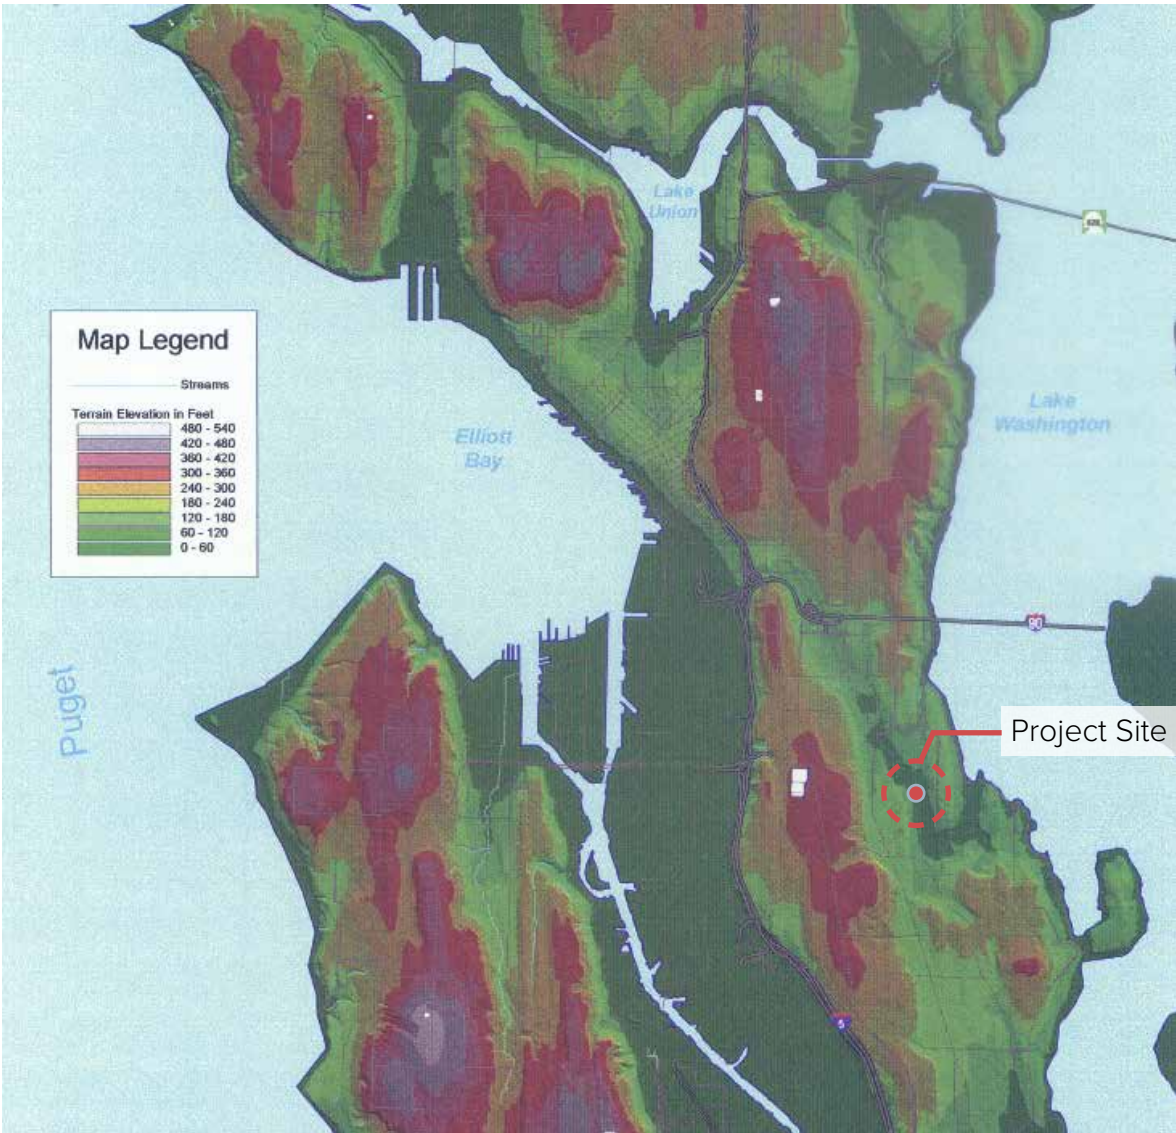 Lake
Union
520
Map Legend
Streams
Terrain Elevation in Feet
480 - 540
420 - 480
360 - 420
300 - 360
240 - 300
180 - 240
120 - 180
60 - 120
0 - 60
Elliott
Bay
Lake
Washington
90
Puget
Project Site
5